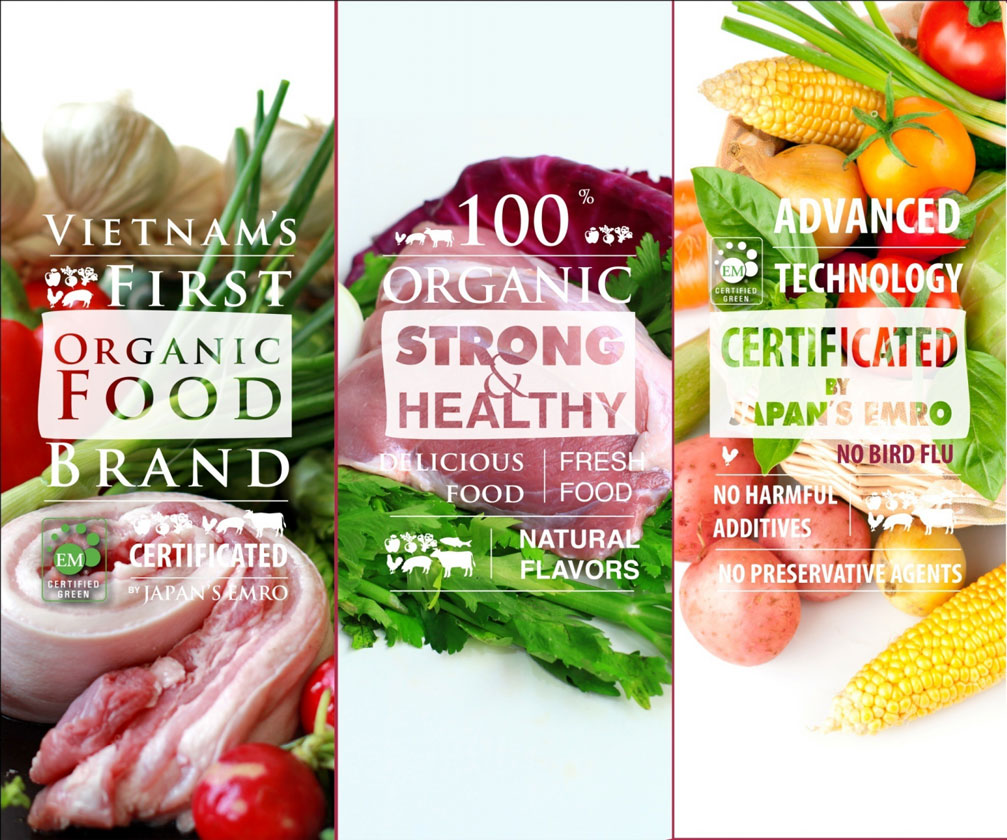 VIETNAM'S
FIRST
ORGANIC
FOOD
BRAND
EM
CERTIFIED
GREEN
CERTIFICATED
BY JAPAN'S EMRO
100%
ORGANIC
STRONG
&
HEALTHY
DELICIOUS
FOOD
FRESH
FOOD
NATURAL
FLAVORS
ADVANCED
EM
CERTIFIED
GREEN
TECHNOLOGY
CERTIFICATED
BY
JAPAN'S EMRO
NO BIRD FLU
NO HARMFUL
ADDITIVES
NO PRESERVATIVE AGENTS